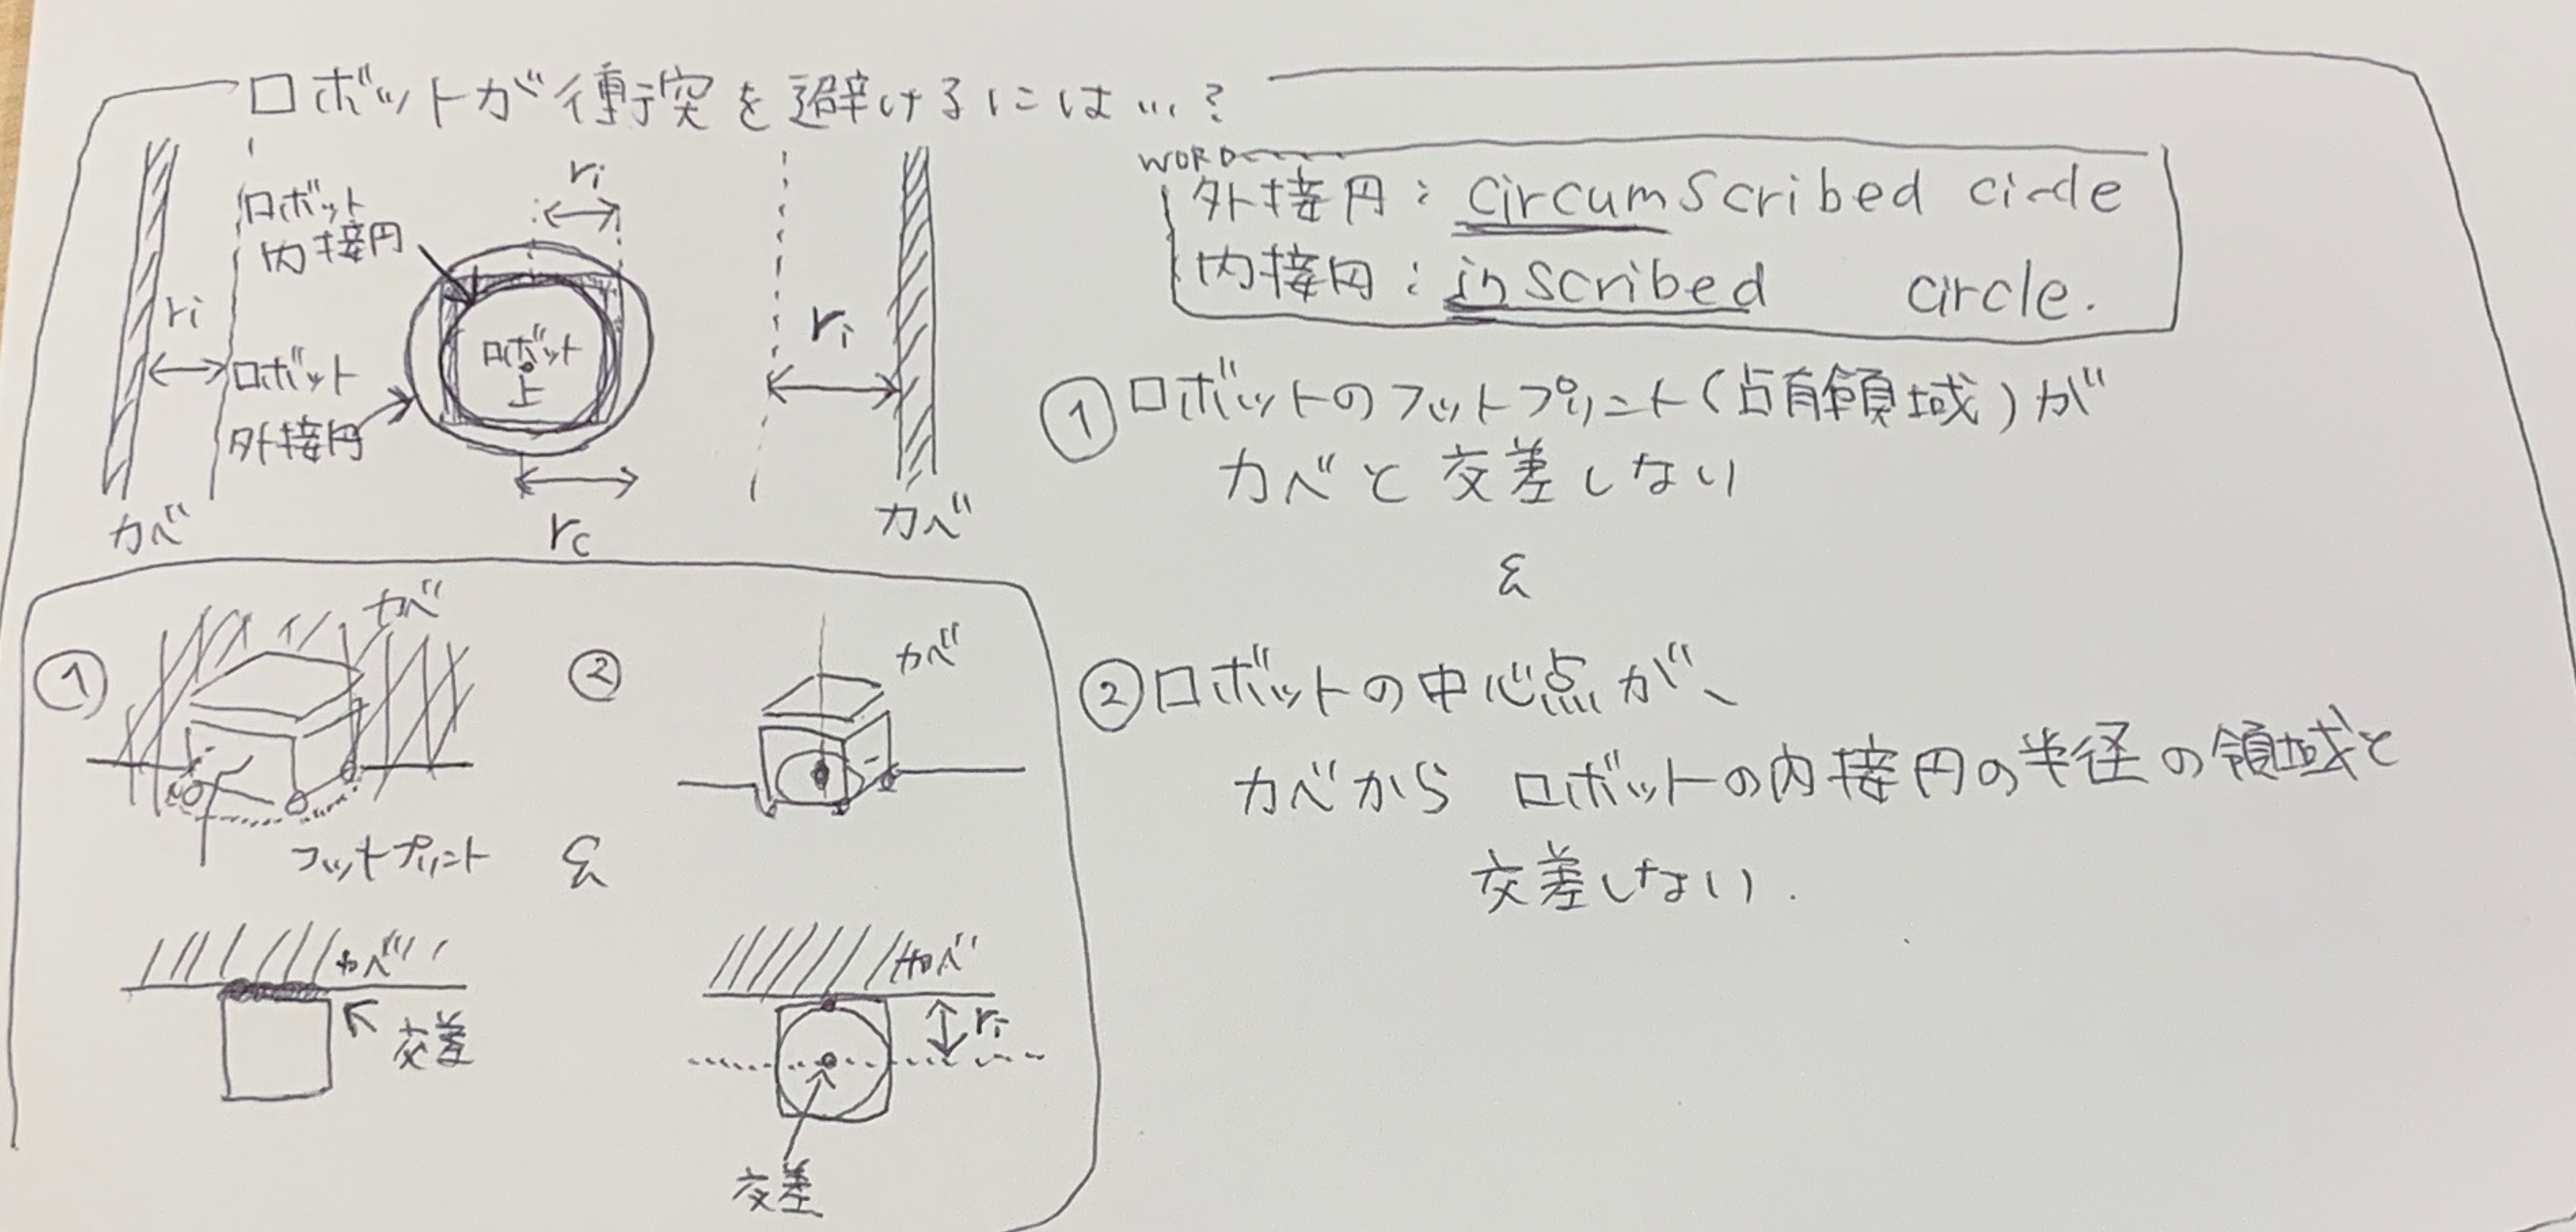 ロボットが衝突を避けるには…?
ロボット
内接円
ri
ri
ロボット
外接円
ロボット
上
ri
rc
カベ
カベ
WORD
外接円: circumscribed circle
内接円: inscribed circle.
① ロボットのフットプリント(占有領域)が
カベと交差しない
&
② ロボットの中心点が、
カベから ロボットの内接円の半径の領域と
交差しない.
①
カベ
フットプリント
&
②
カベ
カベ
交差
カベ
ri
交差